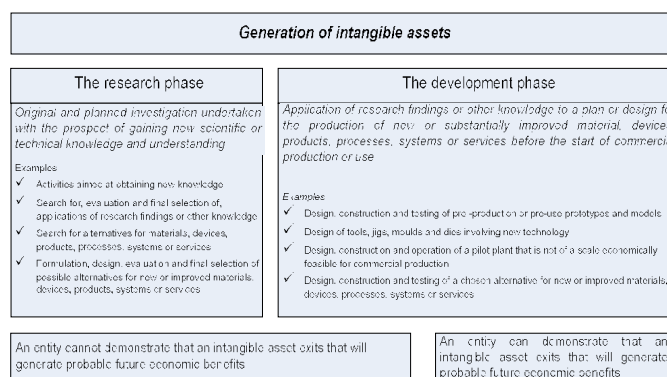 Generation of intangible assets
The research phase
Original and planned investigation undertaken
with the prospect of gaining new scientific or
technical knowledge and understanding
Examples
✓ Activities aimed at obtaining new knowledge
✓ Search for, evaluation and final selection of,
applications of research findings or other knowledge
✓ Search for alternatives for materials, devices,
products, processes, systems or services
✓ Formulation, design, evaluation and final selection of
possible alternatives for new or improved materials,
devices, products, systems or services
The development phase
Application of research findings or other knowledge to a plan or design fo
the production of new or substantially improved material, device
products, processes, systems or services before the start of commerci
production or use
Examples
✓ Design, construction and testing of pre-production or pre-use prototypes and models
✓ Design of tools, jigs, moulds and dies involving new technology
✓ Design, construction and operation of a pilot plant that is not of a scale economically
feasible for commercial production
✓ Design, construction and testing of a chosen alternative for new or improved materials,
devices, processes, systems or services
An entity cannot demonstrate that an intangible asset exits that will
generate probable future economic benefits
An entity can demonstrate that an
intangible asset exits that will generate
probable future economic benefits